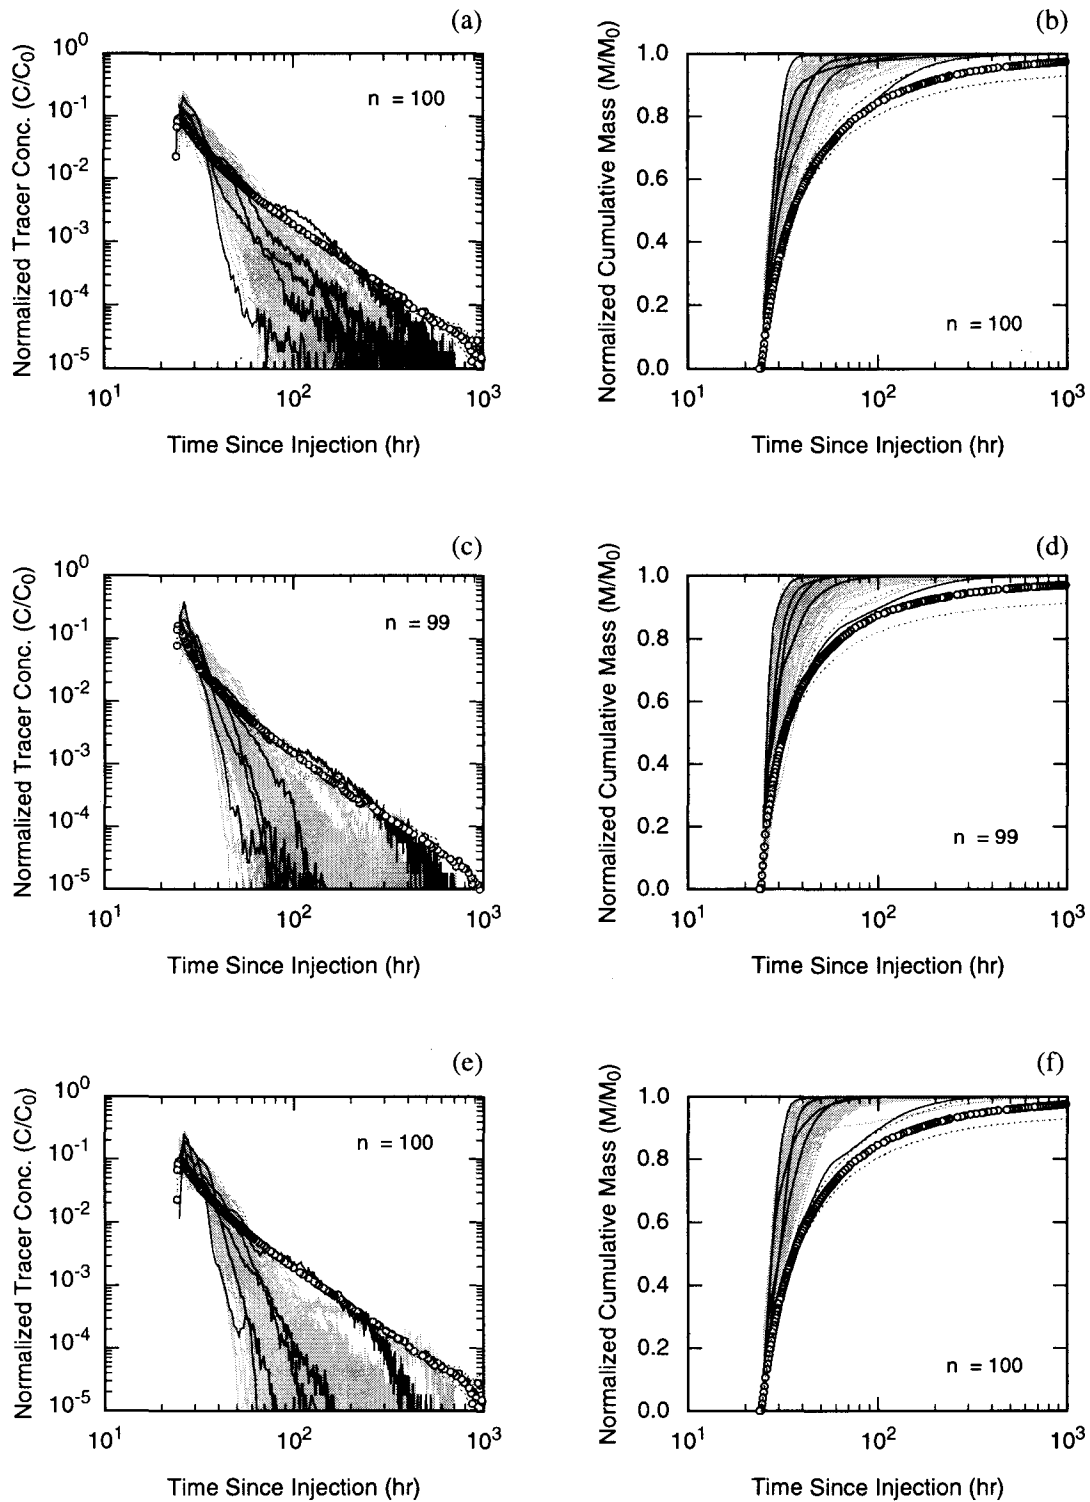 (a)
Normalized Tracer Conc. (C/C0)
10^0
10^-1
10^-2
10^-3
10^-4
10^-5
n = 100
10^1 10^2 10^3
Time Since Injection (hr)
(b)
Normalized Cumulative Mass (M/M0)
1.0
0.8
0.6
0.4
0.2
0.0
n = 100
10^1 10^2 10^3
Time Since Injection (hr)
(c)
Normalized Tracer Conc. (C/C0)
10^0
10^-1
10^-2
10^-3
10^-4
10^-5
n = 99
10^1 10^2 10^3
Time Since Injection (hr)
(d)
Normalized Cumulative Mass (M/M0)
1.0
0.8
0.6
0.4
0.2
0.0
n = 99
10^1 10^2 10^3
Time Since Injection (hr)
(e)
Normalized Tracer Conc. (C/C0)
10^0
10^-1
10^-2
10^-3
10^-4
10^-5
n = 100
10^1 10^2 10^3
Time Since Injection (hr)
(f)
Normalized Cumulative Mass (M/M0)
1.0
0.8
0.6
0.4
0.2
0.0
n = 100
10^1 10^2 10^3
Time Since Injection (hr)